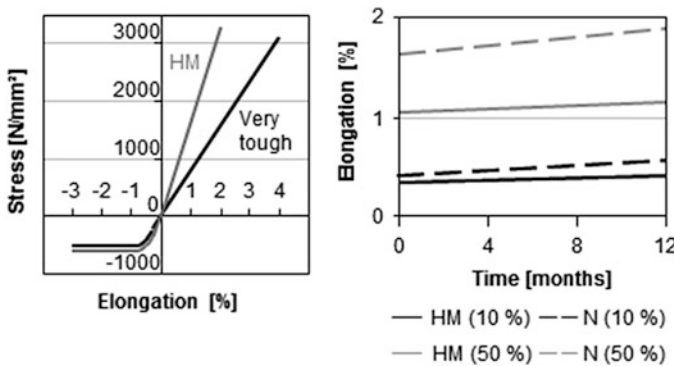 Stress [N/mm²]
3000
2000
1000
0
-1000
-3 -2 -1 1 2 3 4
HM
Very
tough
Elongation [%]
Elongation [%]
2
1
0
0 4 8 12
Time [months]
HM (10 %) N (10 %)
HM (50 %) N (50 %)